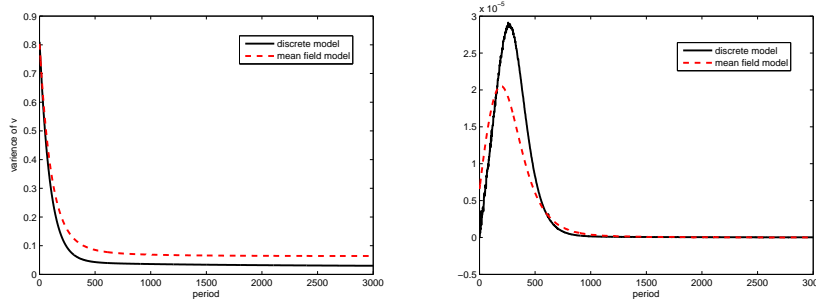 0.9
0.8
0.7
0.6
0.5
0.4
0.3
0.2
0.1
0
varience of v
0 500 1000 1500 2000 2500 3000
period
discrete model
mean field model
x 10^-5
3
2.5
2
1.5
1
0.5
0
−0.5
0 500 1000 1500 2000 2500 3000
period
discrete model
mean field model